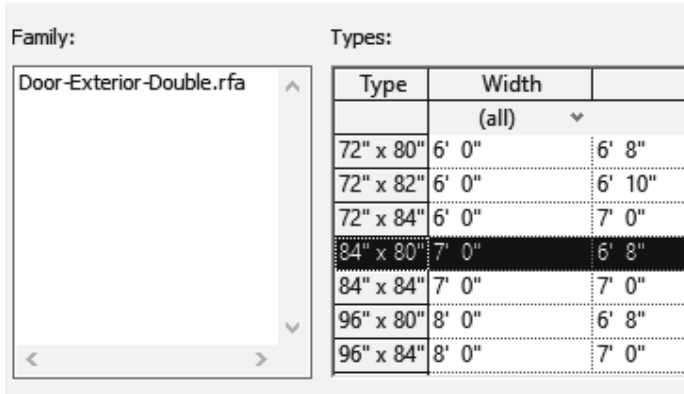 Family: Types:
Door-Exterior-Double.rfa
Type Width
(all)
72" x 80" 6' 0" 6' 8"
72" x 82" 6' 0" 6' 10"
72" x 84" 6' 0" 7' 0"
84" x 80" 7' 0" 6' 8"
84" x 84" 7' 0" 7' 0"
96" x 80" 8' 0" 6' 8"
96" x 84" 8' 0" 7' 0"